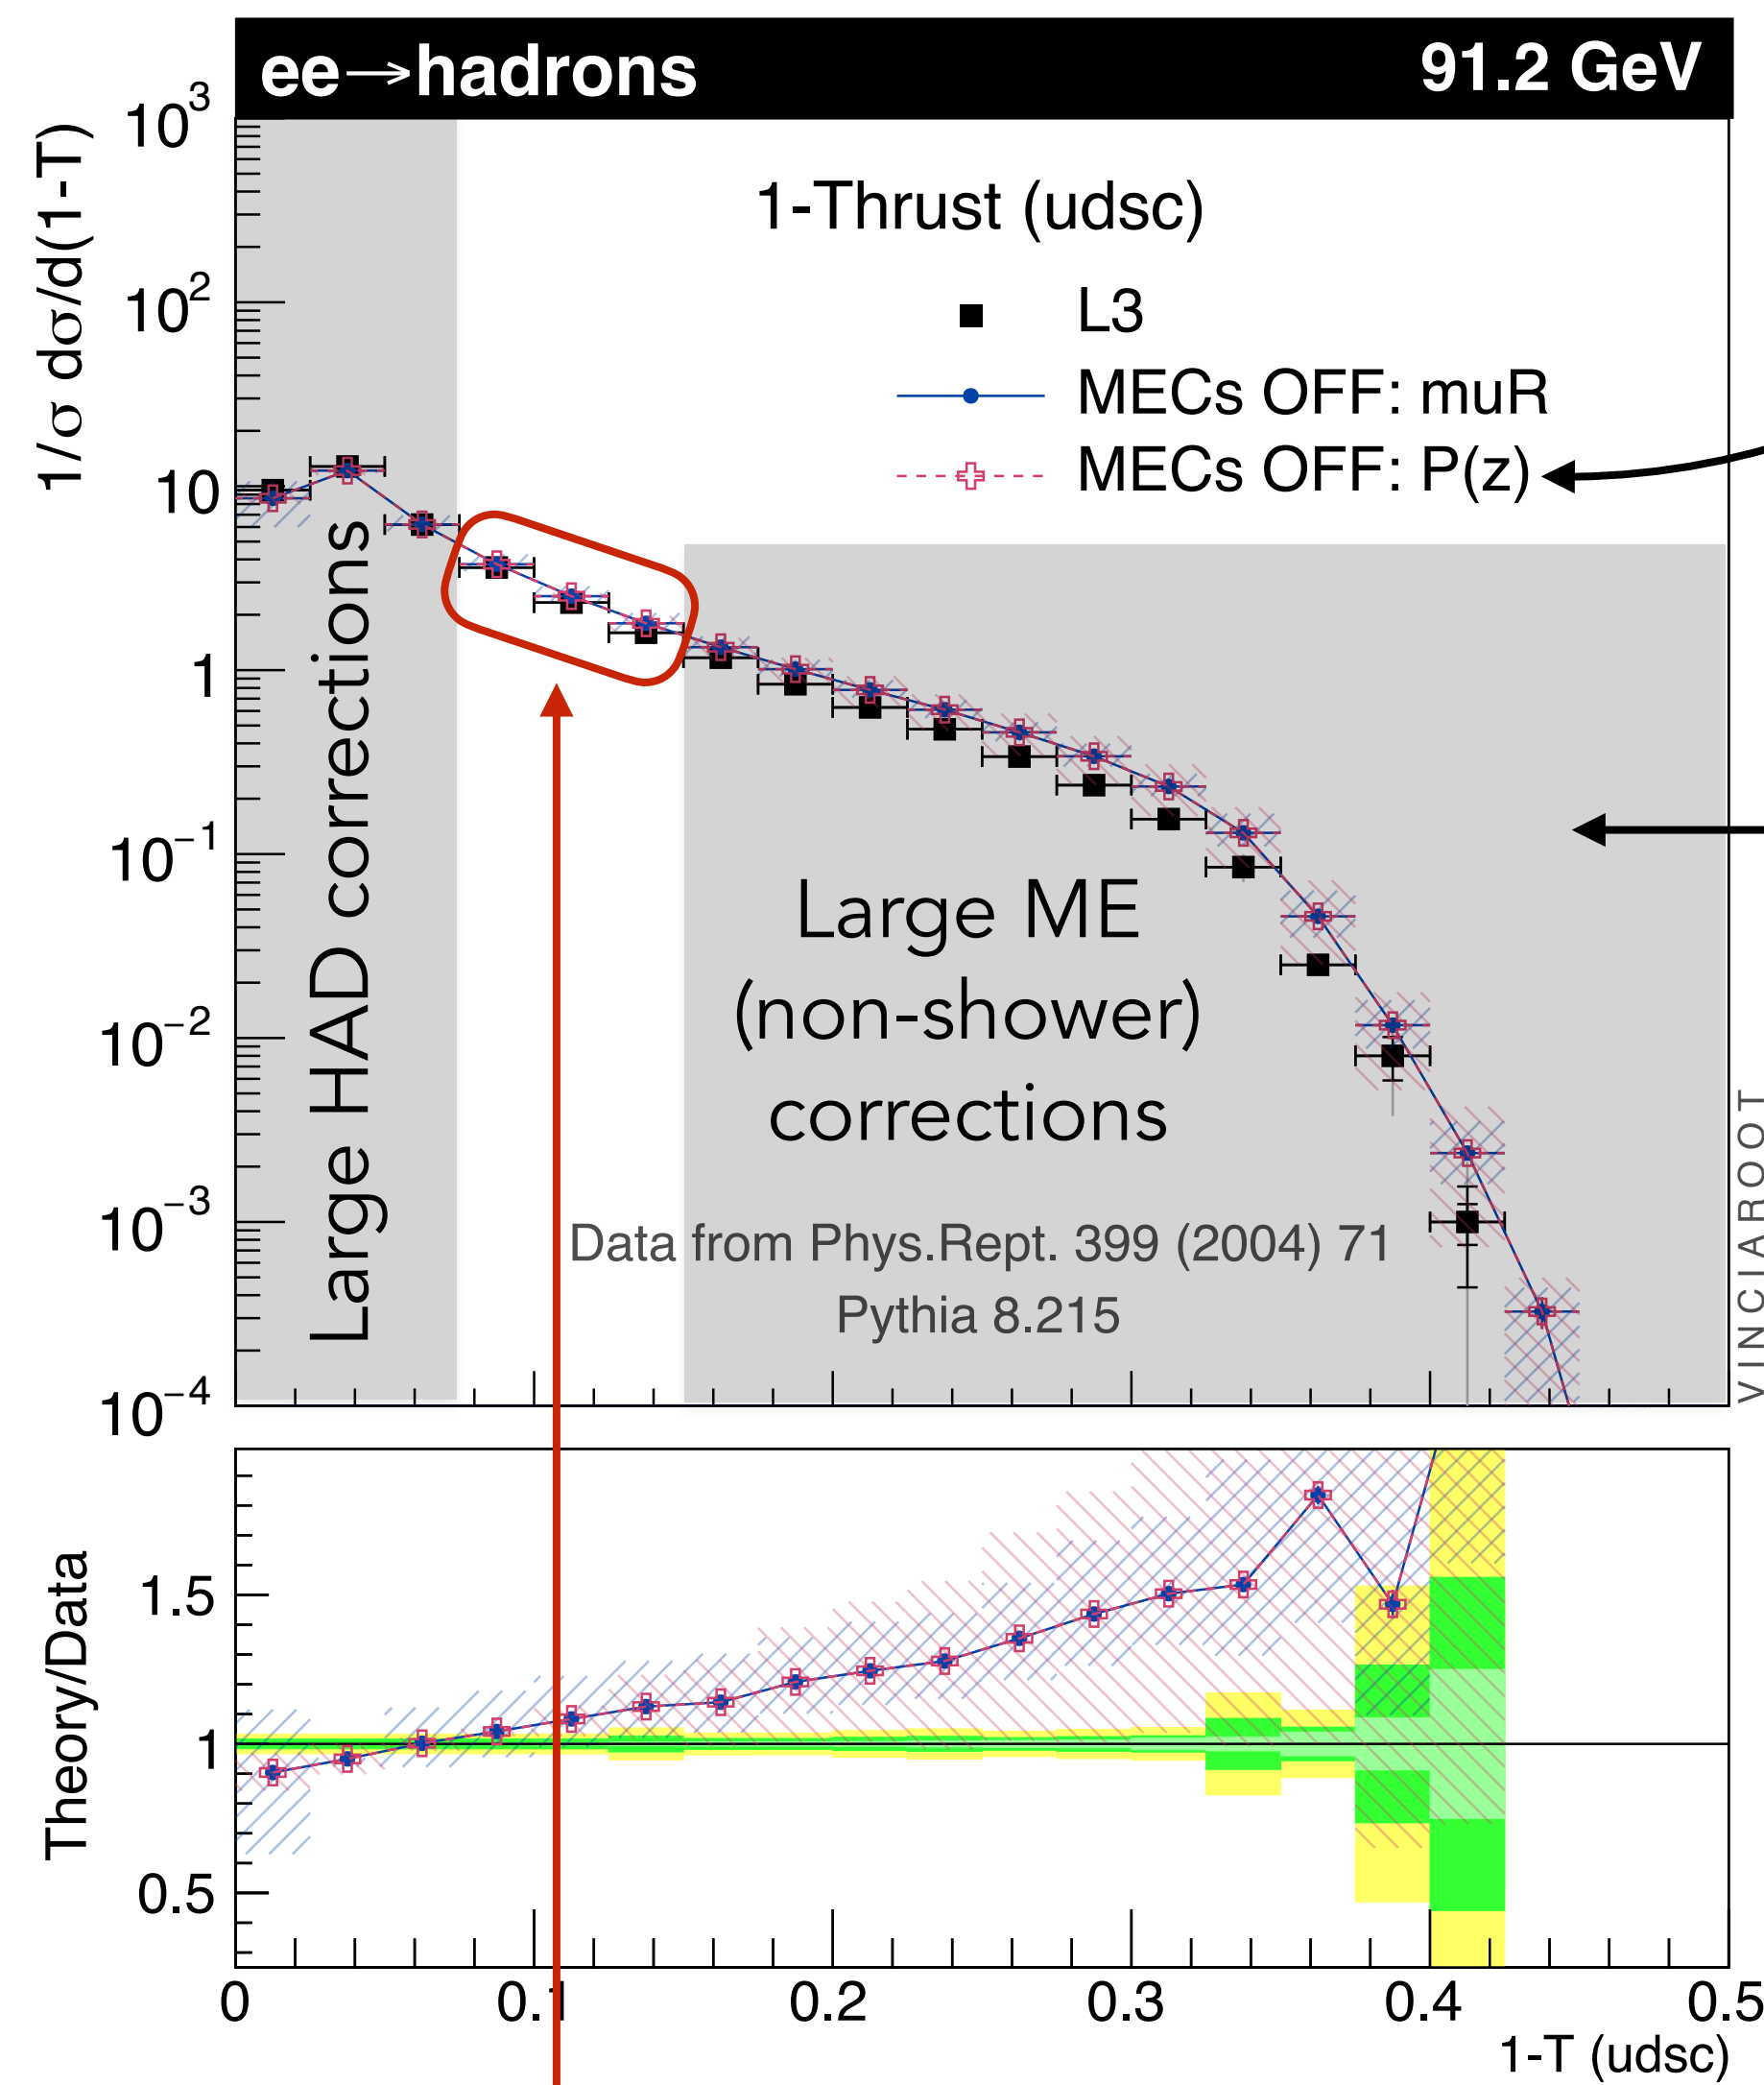 ee→hadrons 91.2 GeV
1/σ dσ/d(1-T)
10³
10²
10
1
10⁻¹
10⁻²
10⁻³
10⁻⁴
1-Thrust (udsc)
L3
MECs OFF: muR
MECs OFF: P(z)
Large HAD corrections
Large ME
(non-shower)
corrections
Data from Phys.Rept. 399 (2004) 71
Pythia 8.215
VINCIAROOT
Theory/Data
1.5
1
0.5
0 0.1 0.2 0.3 0.4 0.5
1-T (udsc)